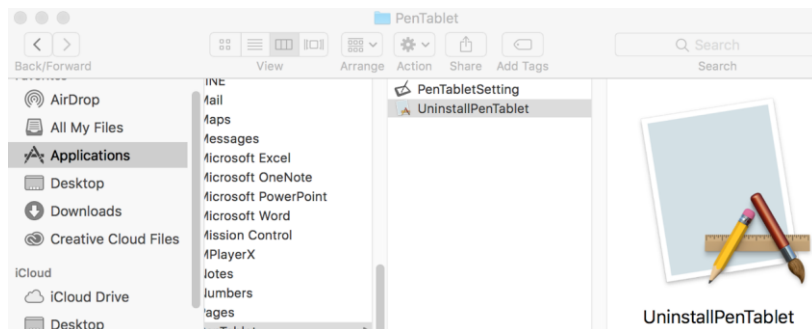 PenTablet
Back/Forward
View
Arrange
Action
Share
Add Tags
Search
Search
AirDrop
All My Files
Applications
Desktop
Downloads
Creative Cloud Files
iCloud
iCloud Drive
Desktop
Mail
Maps
Messages
Microsoft Excel
Microsoft OneNote
Microsoft PowerPoint
Microsoft Word
Mission Control
MPlayerX
Notes
Numbers
Pages
PenTabletSetting
UninstallPenTablet
UninstallPenTablet